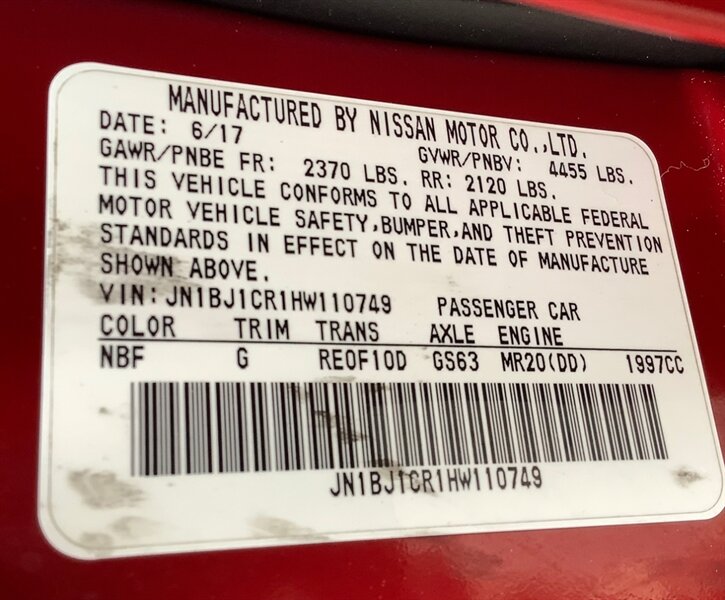 MANUFACTURED BY NISSAN MOTOR CO.,LTD.
DATE: 6/17 GVWR/PNBV: 4455 LBS.
GAWR/PNBE FR: 2370 LBS. RR: 2120 LBS.
THIS VEHICLE CONFORMS TO ALL APPLICABLE FEDERAL
MOTOR VEHICLE SAFETY,BUMPER,AND THEFT PREVENTION
STANDARDS IN EFFECT ON THE DATE OF MANUFACTURE
SHOWN ABOVE.
VIN: JN1BJ1CR1HW110749 PASSENGER CAR
COLOR TRIM TRANS AXLE ENGINE
NBF G RE0F10D GS63 MR20(DD) 1997CC
JN1BJ1CR1HW110749